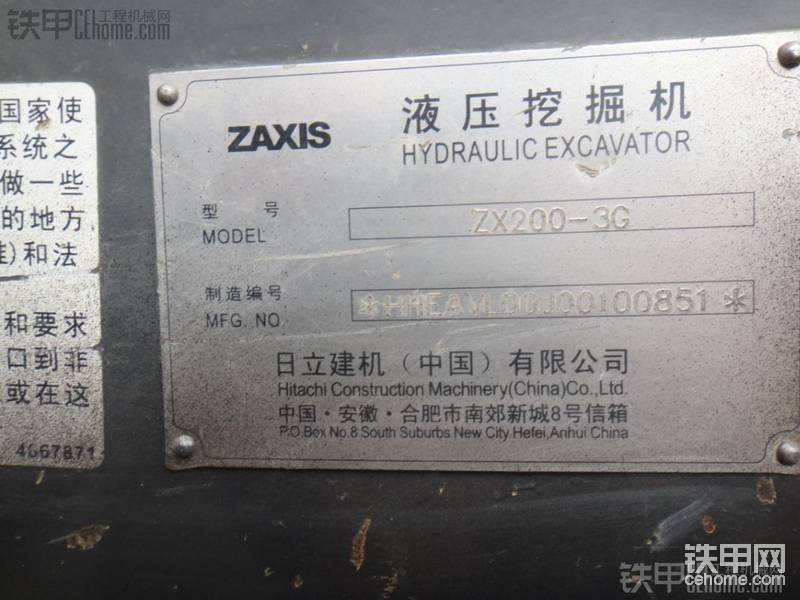 铁甲 工程机械网
CEhome.com
国家使
系统之
做一些
的地方
)和法
和要求
口到非
或在这
4667871
ZAXIS 液压挖掘机
HYDRAULIC EXCAVATOR
型 号
MODEL ZX200-3G
制造编号
MFG. NO. *HHEAML00J00100851*
日立建机(中国)有限公司
Hitachi Construction Machinery(China)Co.,Ltd.
中国·安徽·合肥市南郊新城8号信箱
P.O.Box No.8 South Suburbs New City Hefei,Anhui China
铁甲网
cehome.com